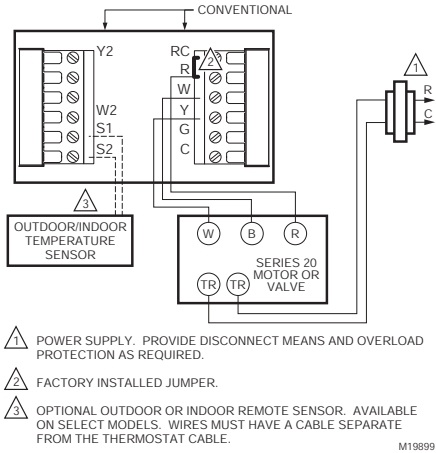 CONVENTIONAL
Y2
RC
2
1
R
R
W
W2
Y
C
S1
G
S2
C
3
OUTDOOR/INDOOR
TEMPERATURE
SENSOR
W
B
R
SERIES 20
MOTOR OR
VALVE
TR
TR
1 POWER SUPPLY. PROVIDE DISCONNECT MEANS AND OVERLOAD
PROTECTION AS REQUIRED.
2 FACTORY INSTALLED JUMPER.
3 OPTIONAL OUTDOOR OR INDOOR REMOTE SENSOR. AVAILABLE
ON SELECT MODELS. WIRES MUST HAVE A CABLE SEPARATE
FROM THE THERMOSTAT CABLE.
M19899